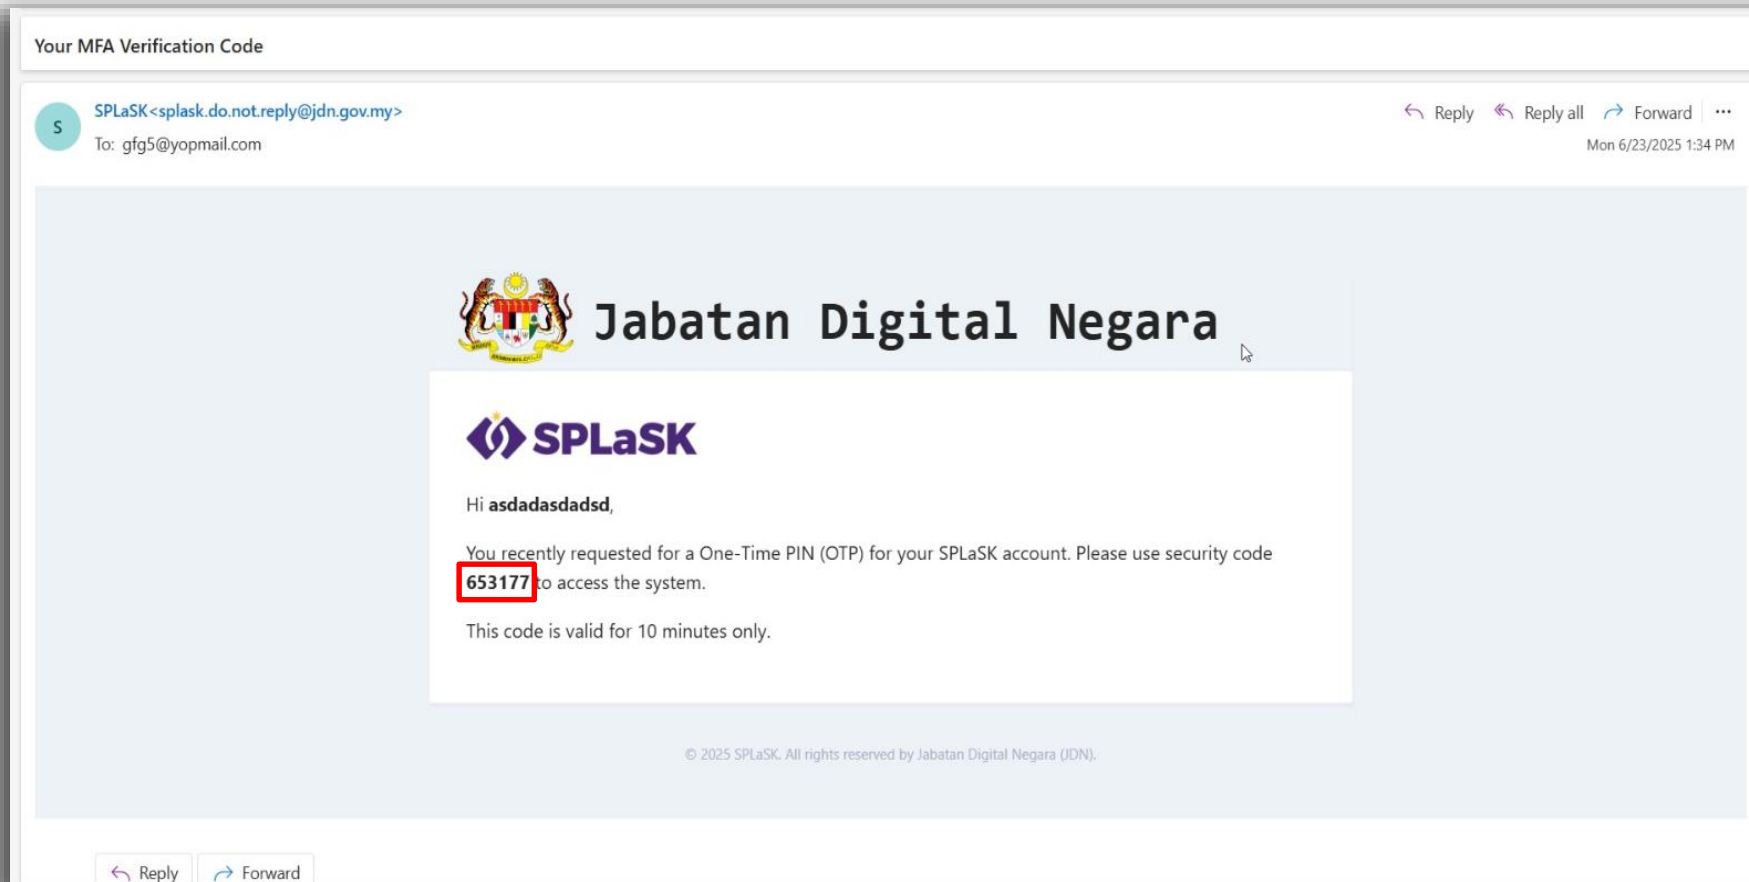 Your MFA Verification Code
SPLaSK<splask.do.not.reply@jdn.gov.my>
Reply Reply all Forward
S
To: gfg5@yopmail.com
Mon 6/23/2025 1:34 PM
Jabatan Digital Negara
SPLaSK
Hi asdadasdadsd,
You recently requested for a One-Time PIN (OTP) for your SPLaSK account. Please use security code
653177 to access the system.
This code is valid for 10 minutes only.
© 2025 SPLaSK. All rights reserved by Jabatan Digital Negara (JDN).
Reply Forward